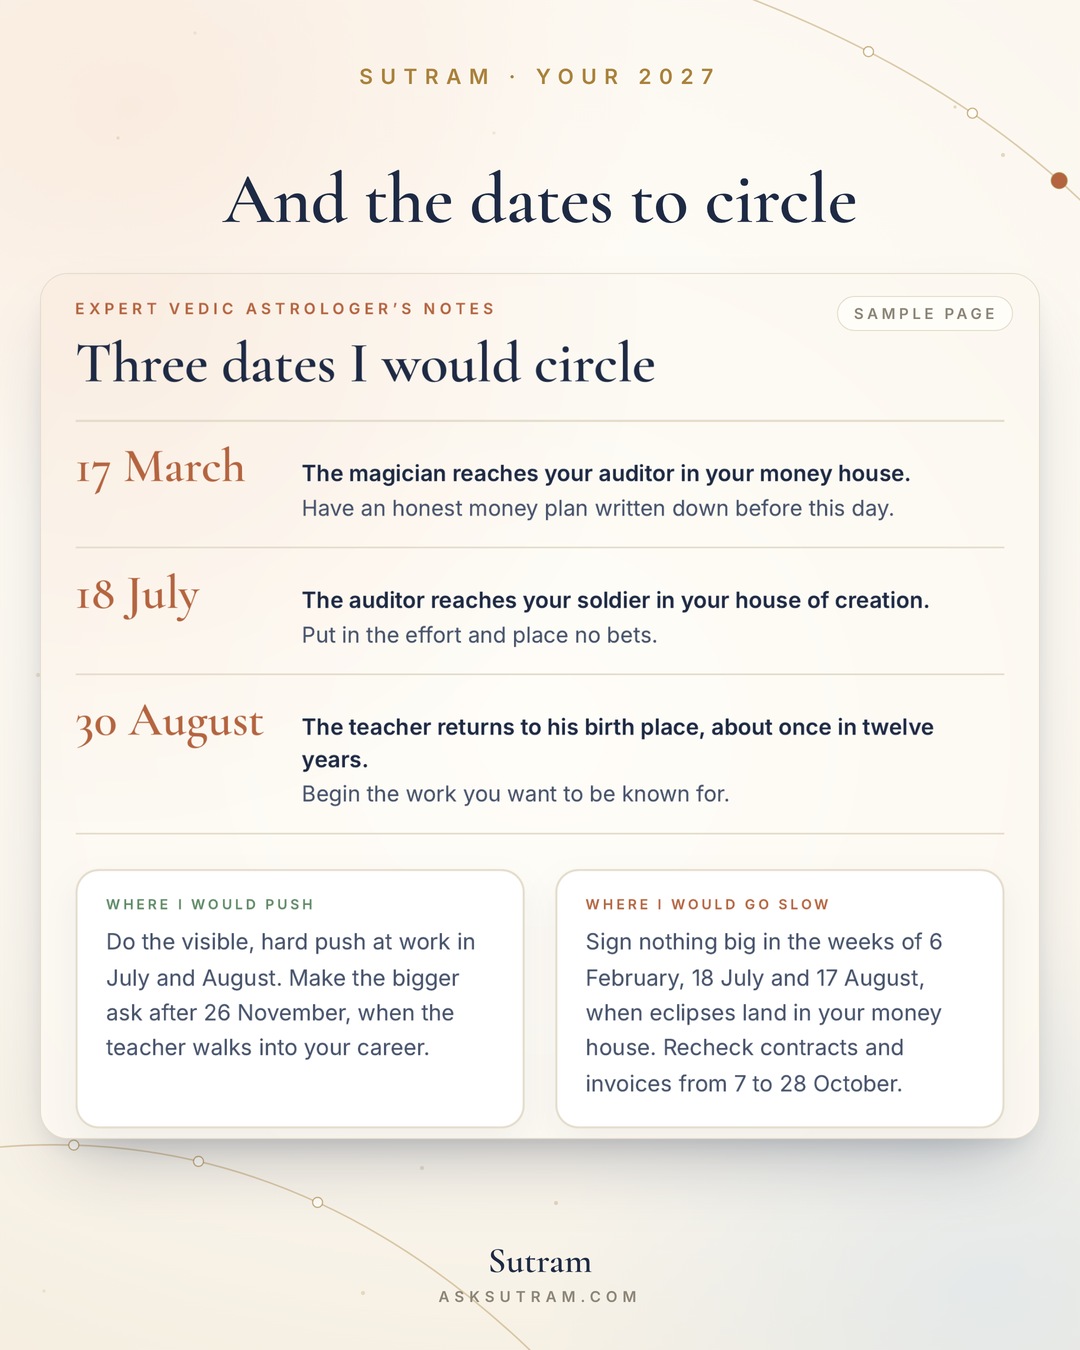 SUTRAM · YOUR 2027
And the dates to circle
EXPERT VEDIC ASTROLOGER’S NOTES
SAMPLE PAGE
Three dates I would circle
17 March
The magician reaches your auditor in your money house.
Have an honest money plan written down before this day.
18 July
The auditor reaches your soldier in your house of creation.
Put in the effort and place no bets.
30 August
The teacher returns to his birth place, about once in twelve
years.
Begin the work you want to be known for.
WHERE I WOULD PUSH
Do the visible, hard push at work in
July and August. Make the bigger
ask after 26 November, when the
teacher walks into your career.
WHERE I WOULD GO SLOW
Sign nothing big in the weeks of 6
February, 18 July and 17 August,
when eclipses land in your money
house. Recheck contracts and
invoices from 7 to 28 October.
Sutram
ASKSUTRAM.COM